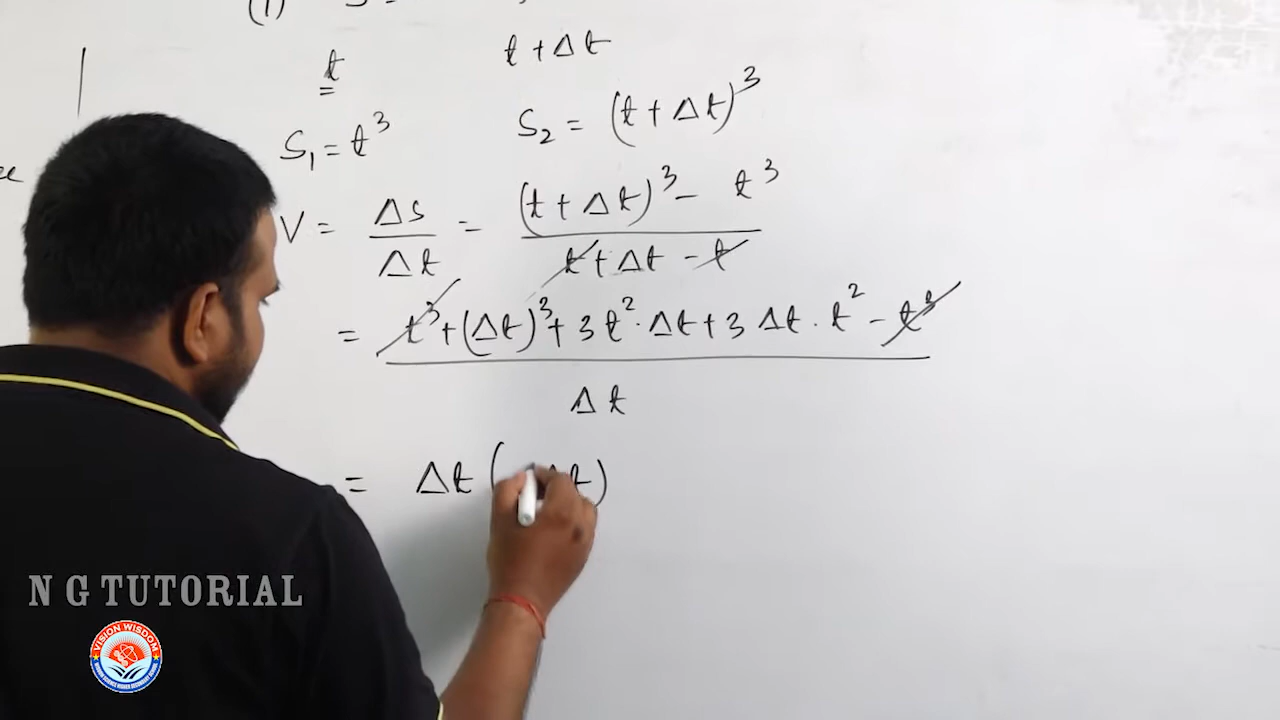 t t + Δt
S₁ = t³ S₂ = (t + Δt)³
V = Δs/Δt = ((t + Δt)³ - t³)/(t + Δt - t)
= (t³ + (Δt)³ + 3t² · Δt + 3Δt · t² - t³)/Δt
= Δt ( Δt)
N G TUTORIAL
VISION WISDOM